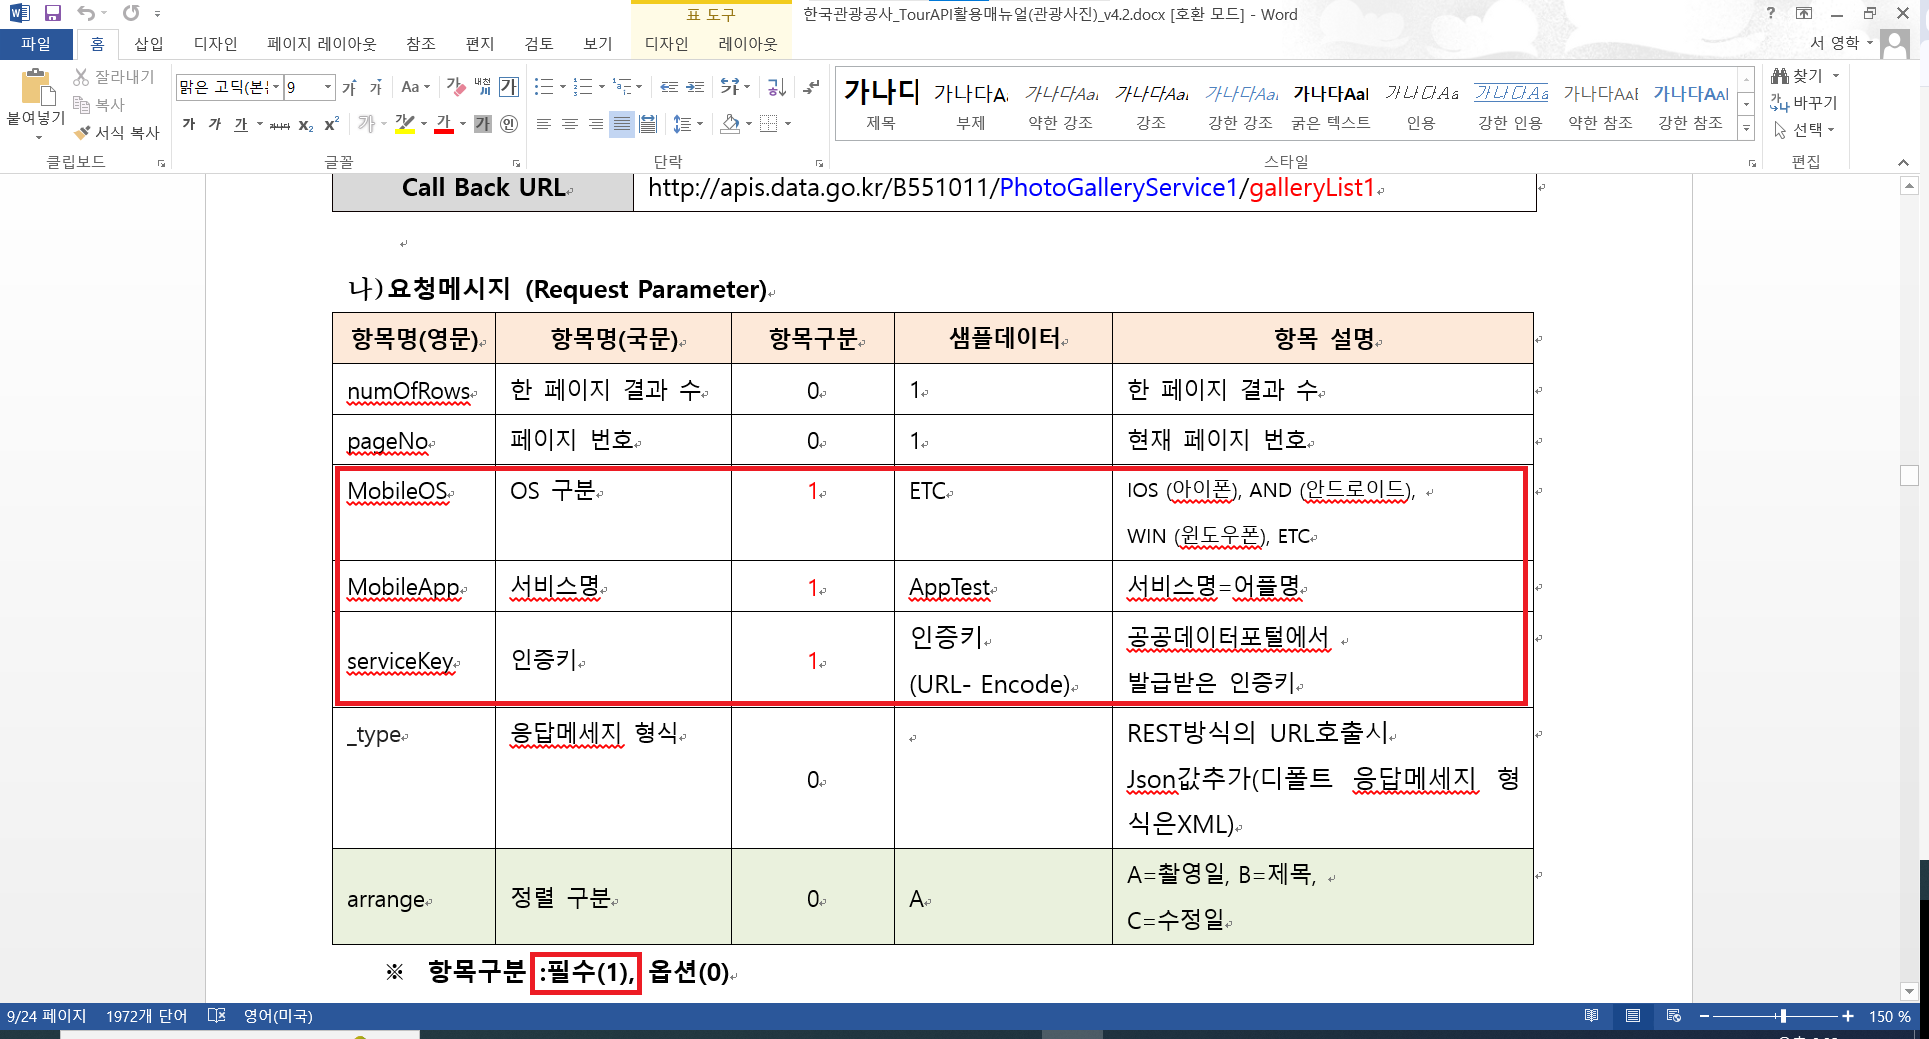 표 도구
한국관광공사_TourAPI활용매뉴얼(관광사진)_v4.2.docx [호환 모드] - Word
파일 홈 삽입 디자인 페이지 레이아웃 참조 편지 검토 보기 디자인 레이아웃 서 영학
붙여넣기
잘라내기
복사
서식 복사
클립보드
맑은 고딕(본 9
글꼴
단락
가나다 가나다A 가나다Aa 가나다Aa 가나다Aa 가나다Aa 가나다Aa 가나다Aa 가나다AaE 가나다AaI
제목 부제 약한 강조 강조 강한 강조 굵은 텍스트 인용 강한 인용 약한 참조 강한 참조
스타일
찾기
바꾸기
선택
편집
Call Back URL http://apis.data.go.kr/B551011/PhotoGalleryService1/galleryList1
나)요청메시지 (Request Parameter)
항목명(영문) 항목명(국문) 항목구분 샘플데이터 항목 설명
numOfRows 한 페이지 결과 수 0 1 한 페이지 결과 수
pageNo 페이지 번호 0 1 현재 페이지 번호
MobileOS OS 구분 1 ETC IOS (아이폰), AND (안드로이드),
WIN (윈도우폰), ETC
MobileApp 서비스명 1 AppTest 서비스명=어플명
serviceKey 인증키 1 인증키
(URL- Encode)
공공데이터포털에서
발급받은 인증키
_type 응답메세지 형식 0 REST방식의 URL호출시
Json값추가(디폴트 응답메세지 형
식은XML)
arrange 정렬 구분 0 A A=촬영일, B=제목,
C=수정일
※ 항목구분 :필수(1), 옵션(0)
9/24 페이지 1972개 단어 영어(미국) 150 %